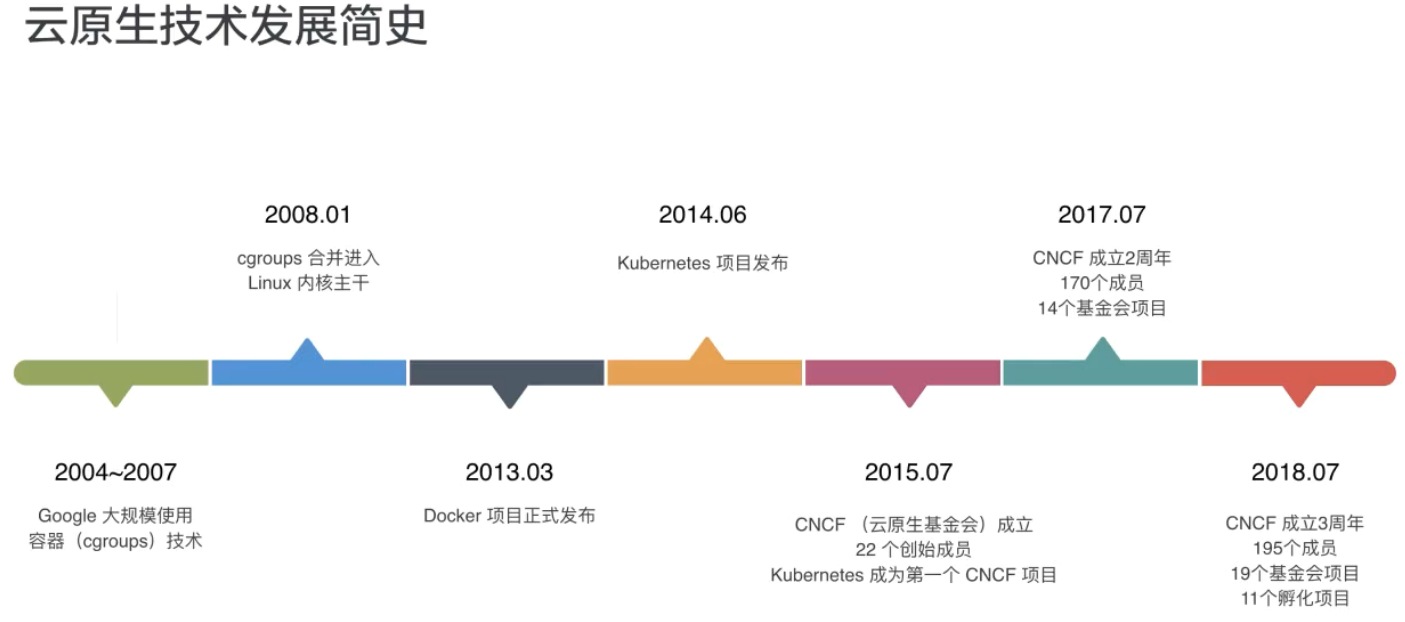 云原生技术发展简史
2008.01
cgroups 合并进入
Linux 内核主干
2014.06
Kubernetes 项目发布
2017.07
CNCF 成立2周年
170个成员
14个基金会项目
2004~2007
Google 大规模使用
容器（cgroups）技术
2013.03
Docker 项目正式发布
2015.07
CNCF （云原生基金会）成立
22 个创始成员
Kubernetes 成为第一个 CNCF 项目
2018.07
CNCF 成立3周年
195个成员
19个基金会项目
11个孵化项目